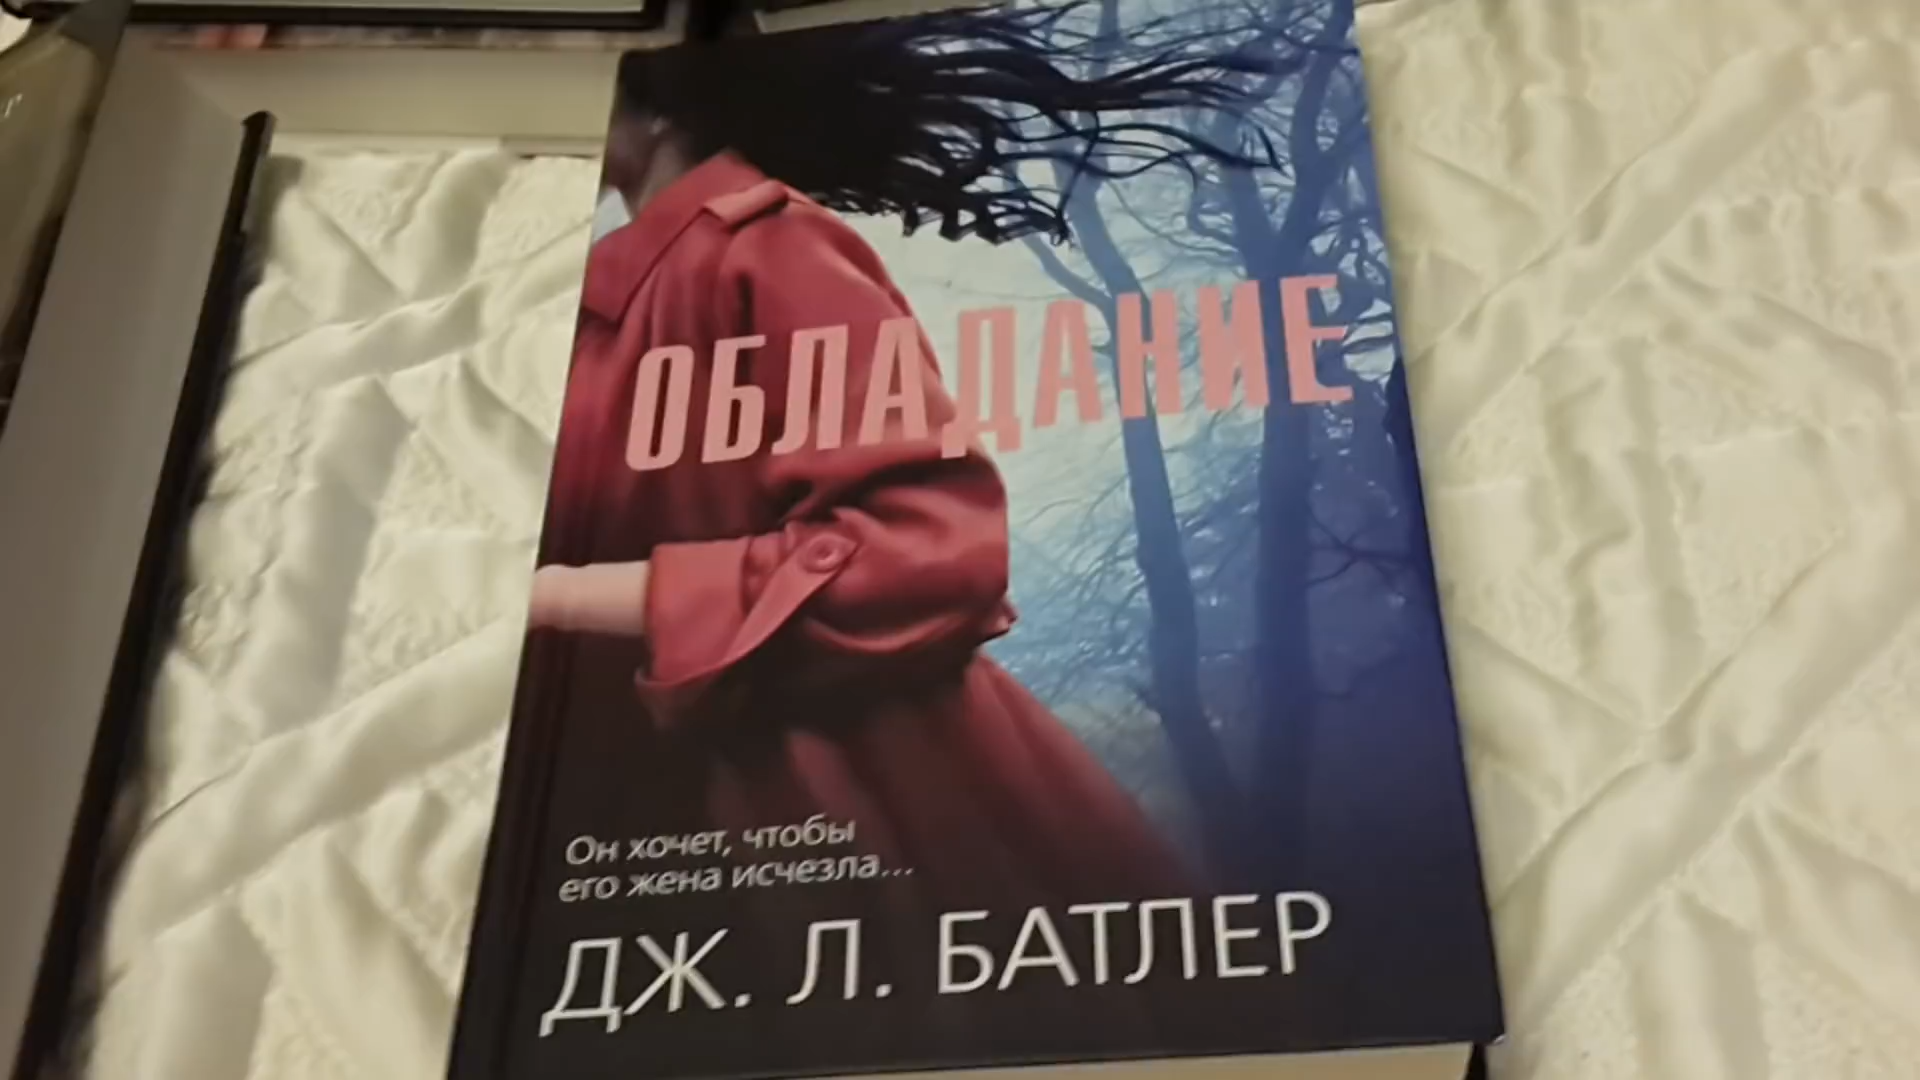 ОБЛАДАНИЕ
Он хочет, чтобы
его жена исчезла...
ДЖ. Л. БАТЛЕР